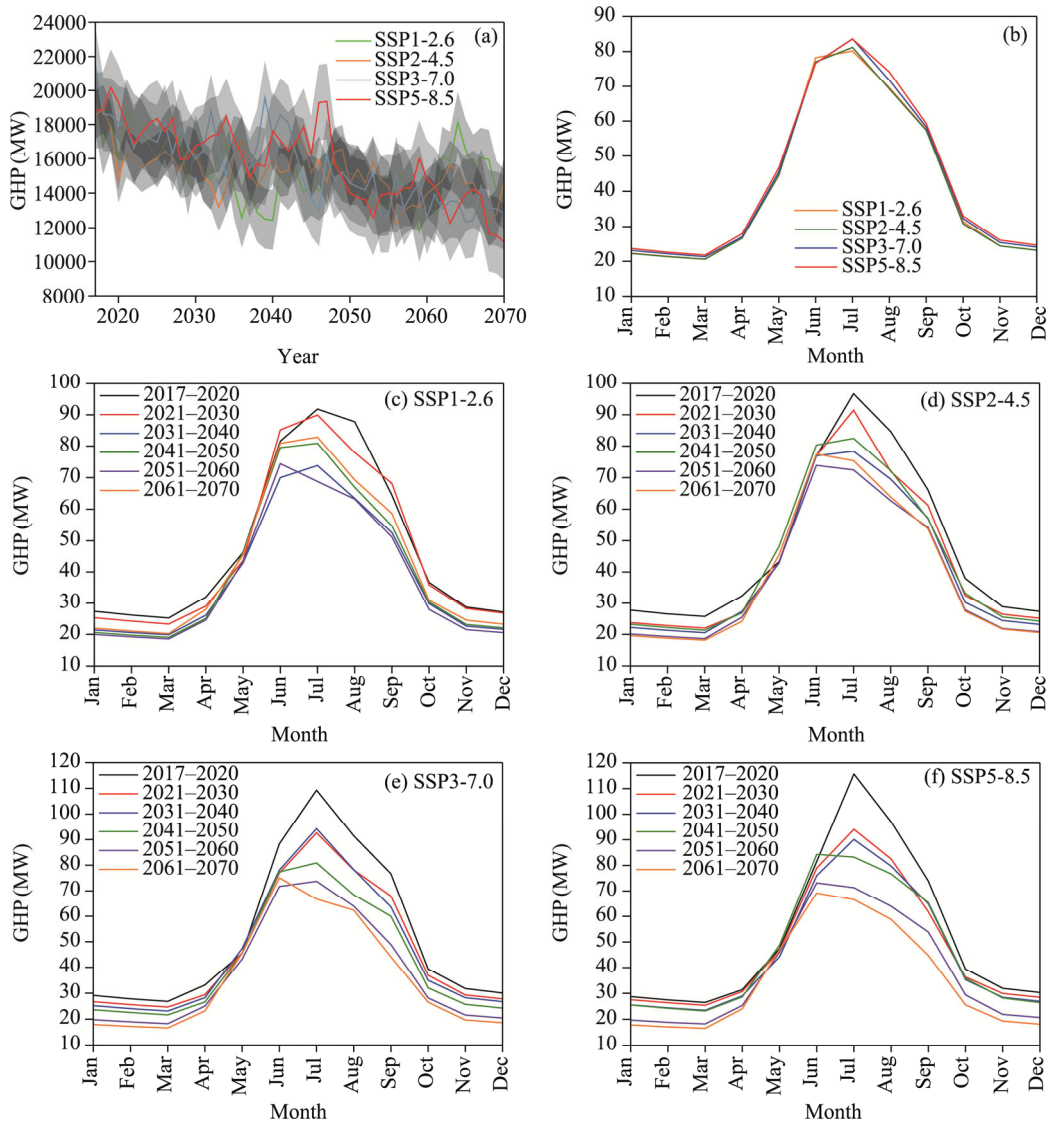 (a)
SSP1-2.6
SSP2-4.5
SSP3-7.0
SSP5-8.5
GHP (MW)
24000
22000
20000
18000
16000
14000
12000
10000
8000
2020 2030 2040 2050 2060 2070
Year
(b)
SSP1-2.6
SSP2-4.5
SSP3-7.0
SSP5-8.5
GHP (MW)
90
80
70
60
50
40
30
20
10
Jan Feb Mar Apr May Jun Jul Aug Sep Oct Nov Dec
Month
(c) SSP1-2.6
2017–2020
2021–2030
2031–2040
2041–2050
2051–2060
2061–2070
GHP (MW)
100
90
80
70
60
50
40
30
20
10
Jan Feb Mar Apr May Jun Jul Aug Sep Oct Nov Dec
Month
(d) SSP2-4.5
2017–2020
2021–2030
2031–2040
2041–2050
2051–2060
2061–2070
GHP (MW)
100
90
80
70
60
50
40
30
20
10
Jan Feb Mar Apr May Jun Jul Aug Sep Oct Nov Dec
Month
(e) SSP3-7.0
2017–2020
2021–2030
2031–2040
2041–2050
2051–2060
2061–2070
GHP (MW)
120
110
100
90
80
70
60
50
40
30
20
10
Jan Feb Mar Apr May Jun Jul Aug Sep Oct Nov Dec
Month
(f) SSP5-8.5
2017–2020
2021–2030
2031–2040
2041–2050
2051–2060
2061–2070
GHP (MW)
120
110
100
90
80
70
60
50
40
30
20
10
Jan Feb Mar Apr May Jun Jul Aug Sep Oct Nov Dec
Month